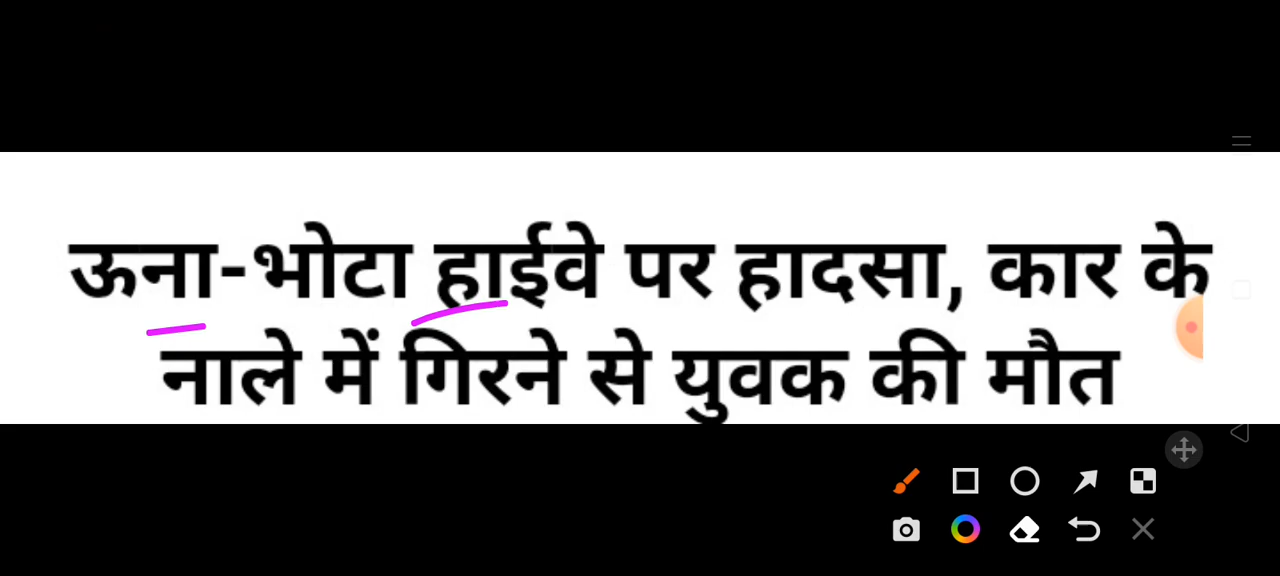 ऊना-भोटा हाईवे पर हादसा, कार के
नाले में गिरने से युवक की मौत